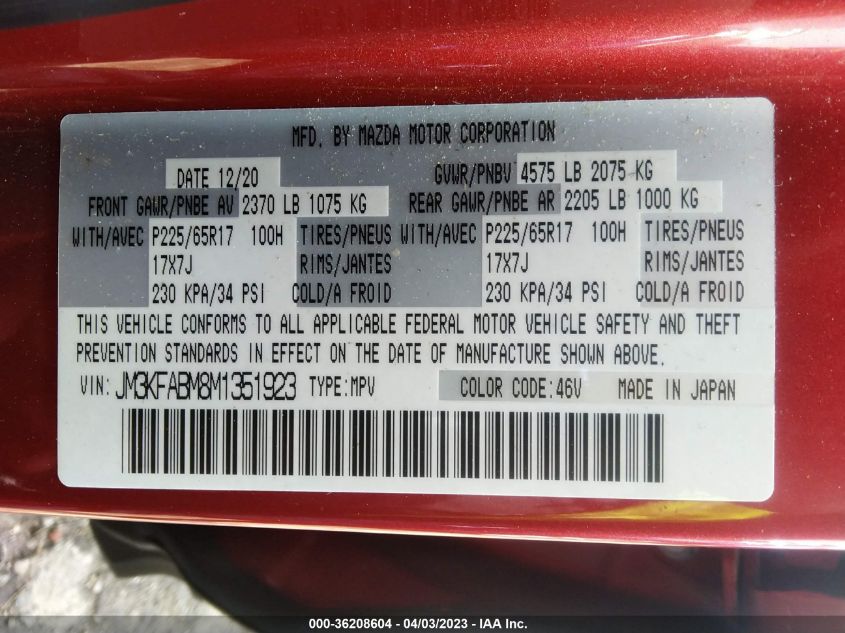 MFD. BY MAZDA MOTOR CORPORATION
DATE 12/20 GVWR/PNBV 4575 LB 2075 KG
FRONT GAWR/PNBE AV 2370 LB 1075 KG REAR GAWR/PNBE AR 2205 LB 1000 KG
WITH/AVEC P225/65R17 100H TIRES/PNEUS WITH/AVEC P225/65R17 100H TIRES/PNEUS
17X7J RIMS/JANTES 17X7J RIMS/JANTES
230 KPA/34 PSI COLD/A FROID 230 KPA/34 PSI COLD/A FROID
THIS VEHICLE CONFORMS TO ALL APPLICABLE FEDERAL MOTOR VEHICLE SAFETY AND THEFT
PREVENTION STANDARDS IN EFFECT ON THE DATE OF MANUFACTURE SHOWN ABOVE.
VIN: JM3KFABM8M1351923 TYPE:MPV COLOR CODE:46V MADE IN JAPAN
000-36208604 - 04/03/2023 - IAA Inc.